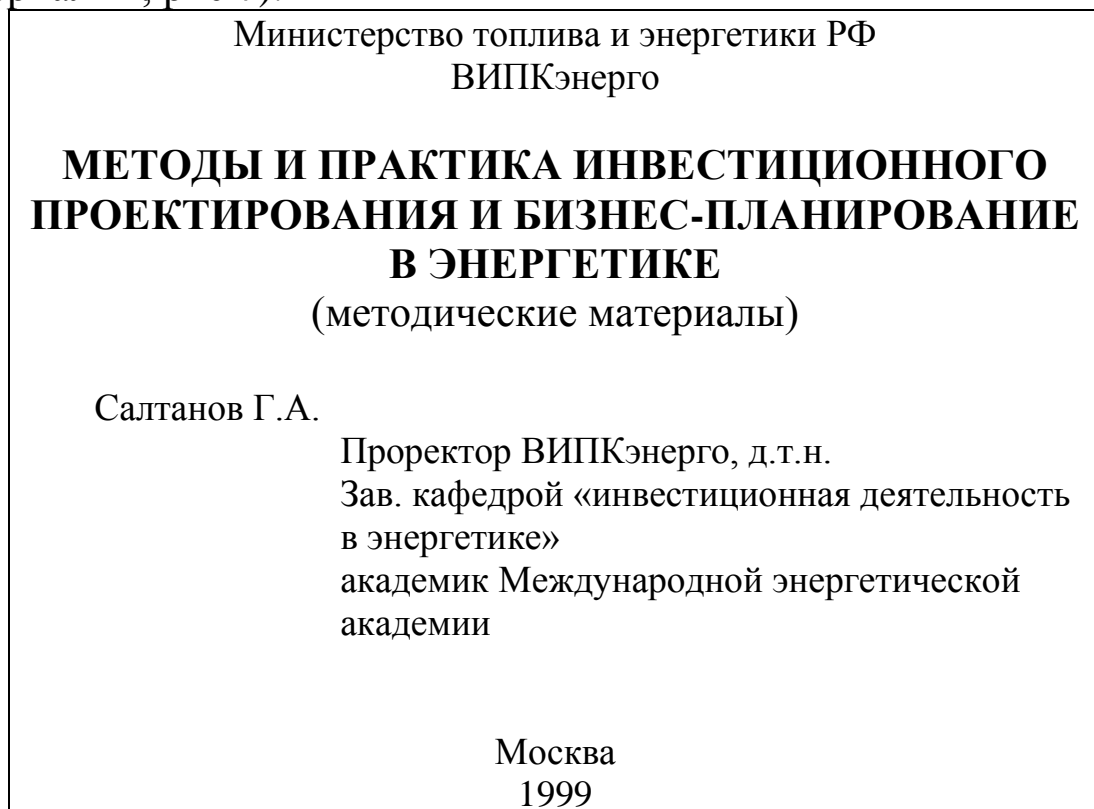 Министерство топлива и энергетики РФ
ВИПКэнерго
МЕТОДЫ И ПРАКТИКА ИНВЕСТИЦИОННОГО
ПРОЕКТИРОВАНИЯ И БИЗНЕС-ПЛАНИРОВАНИЕ
В ЭНЕРГЕТИКЕ
(методические материалы)
Салтанов Г.А.
Проректор ВИПКэнерго, д.т.н.
Зав. кафедрой «инвестиционная деятельность
в энергетике»
академик Международной энергетической
академии
Москва
1999